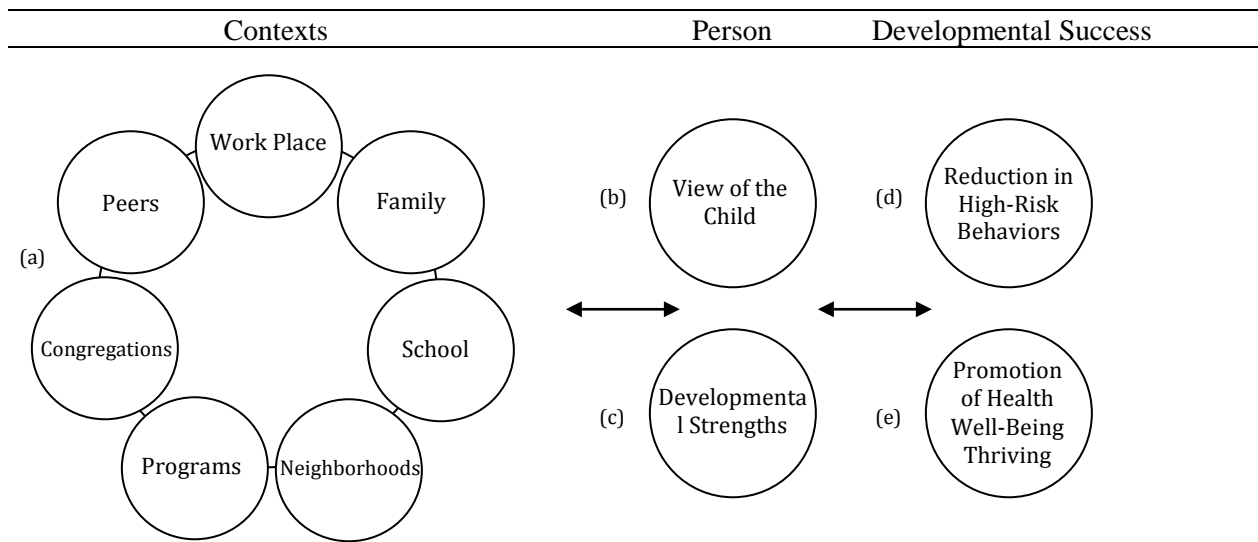 Contexts
Person
Developmental Success
Work Place
Peers
Family
(a)
Congregations
School
Programs
Neighborhoods
(b)
View of the
Child
(c)
Developmenta
l Strengths
(d)
Reduction in
High-Risk
Behaviors
(e)
Promotion
of Health
Well-Being
Thriving